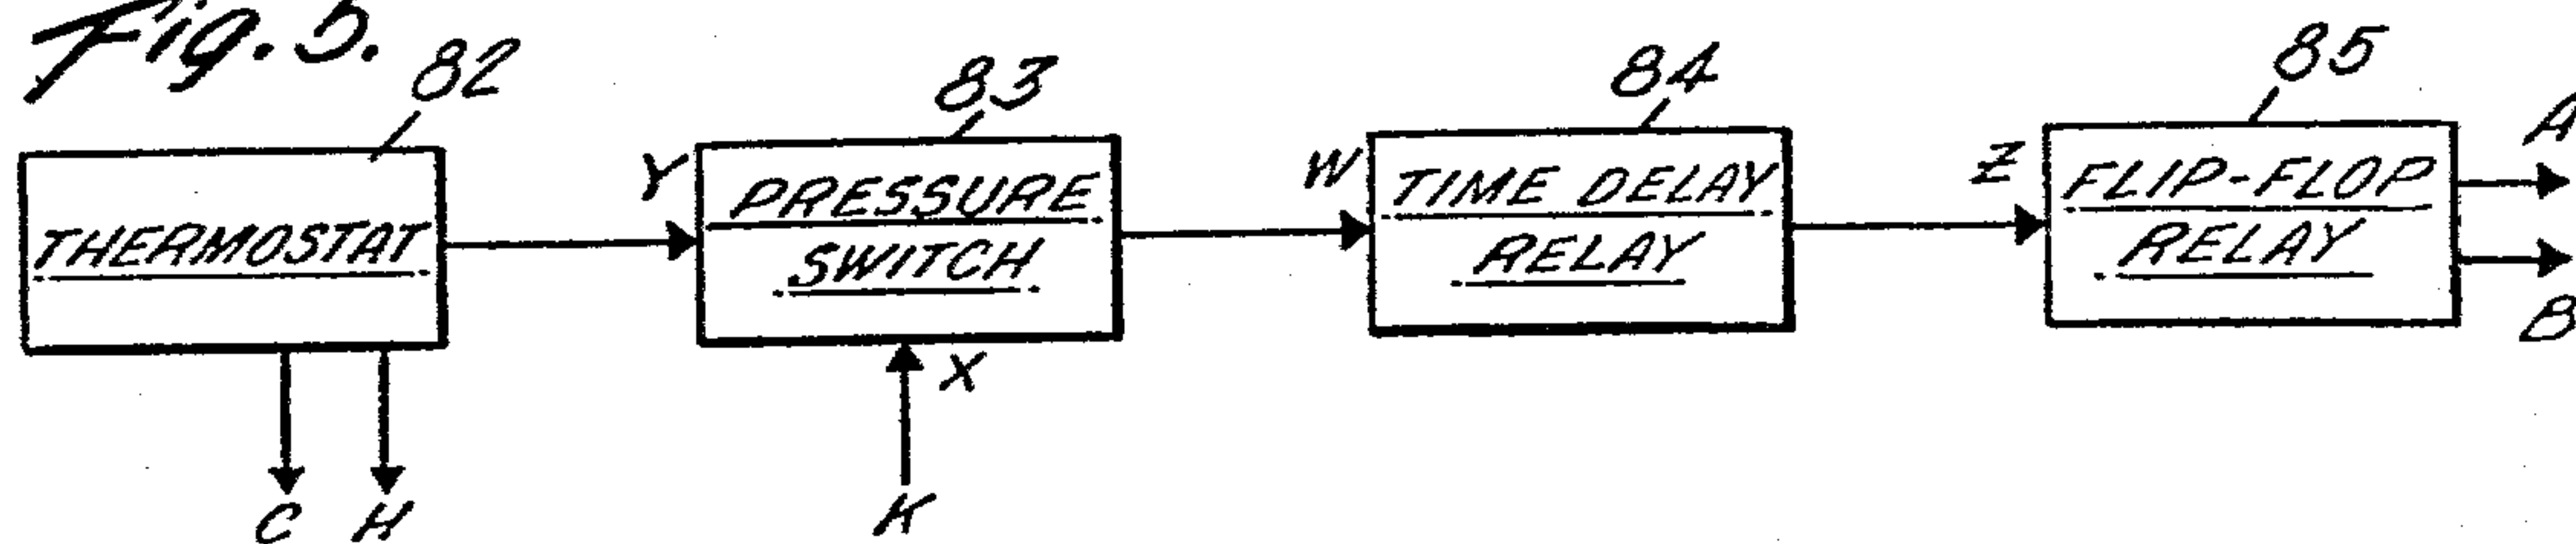 Fig. 5.
82
83
84
85
THERMOSTAT
Y
PRESSURE
SWITCH
X
K
W
TIME DELAY
RELAY
Z
FLIP-FLOP
RELAY
A
B
C H